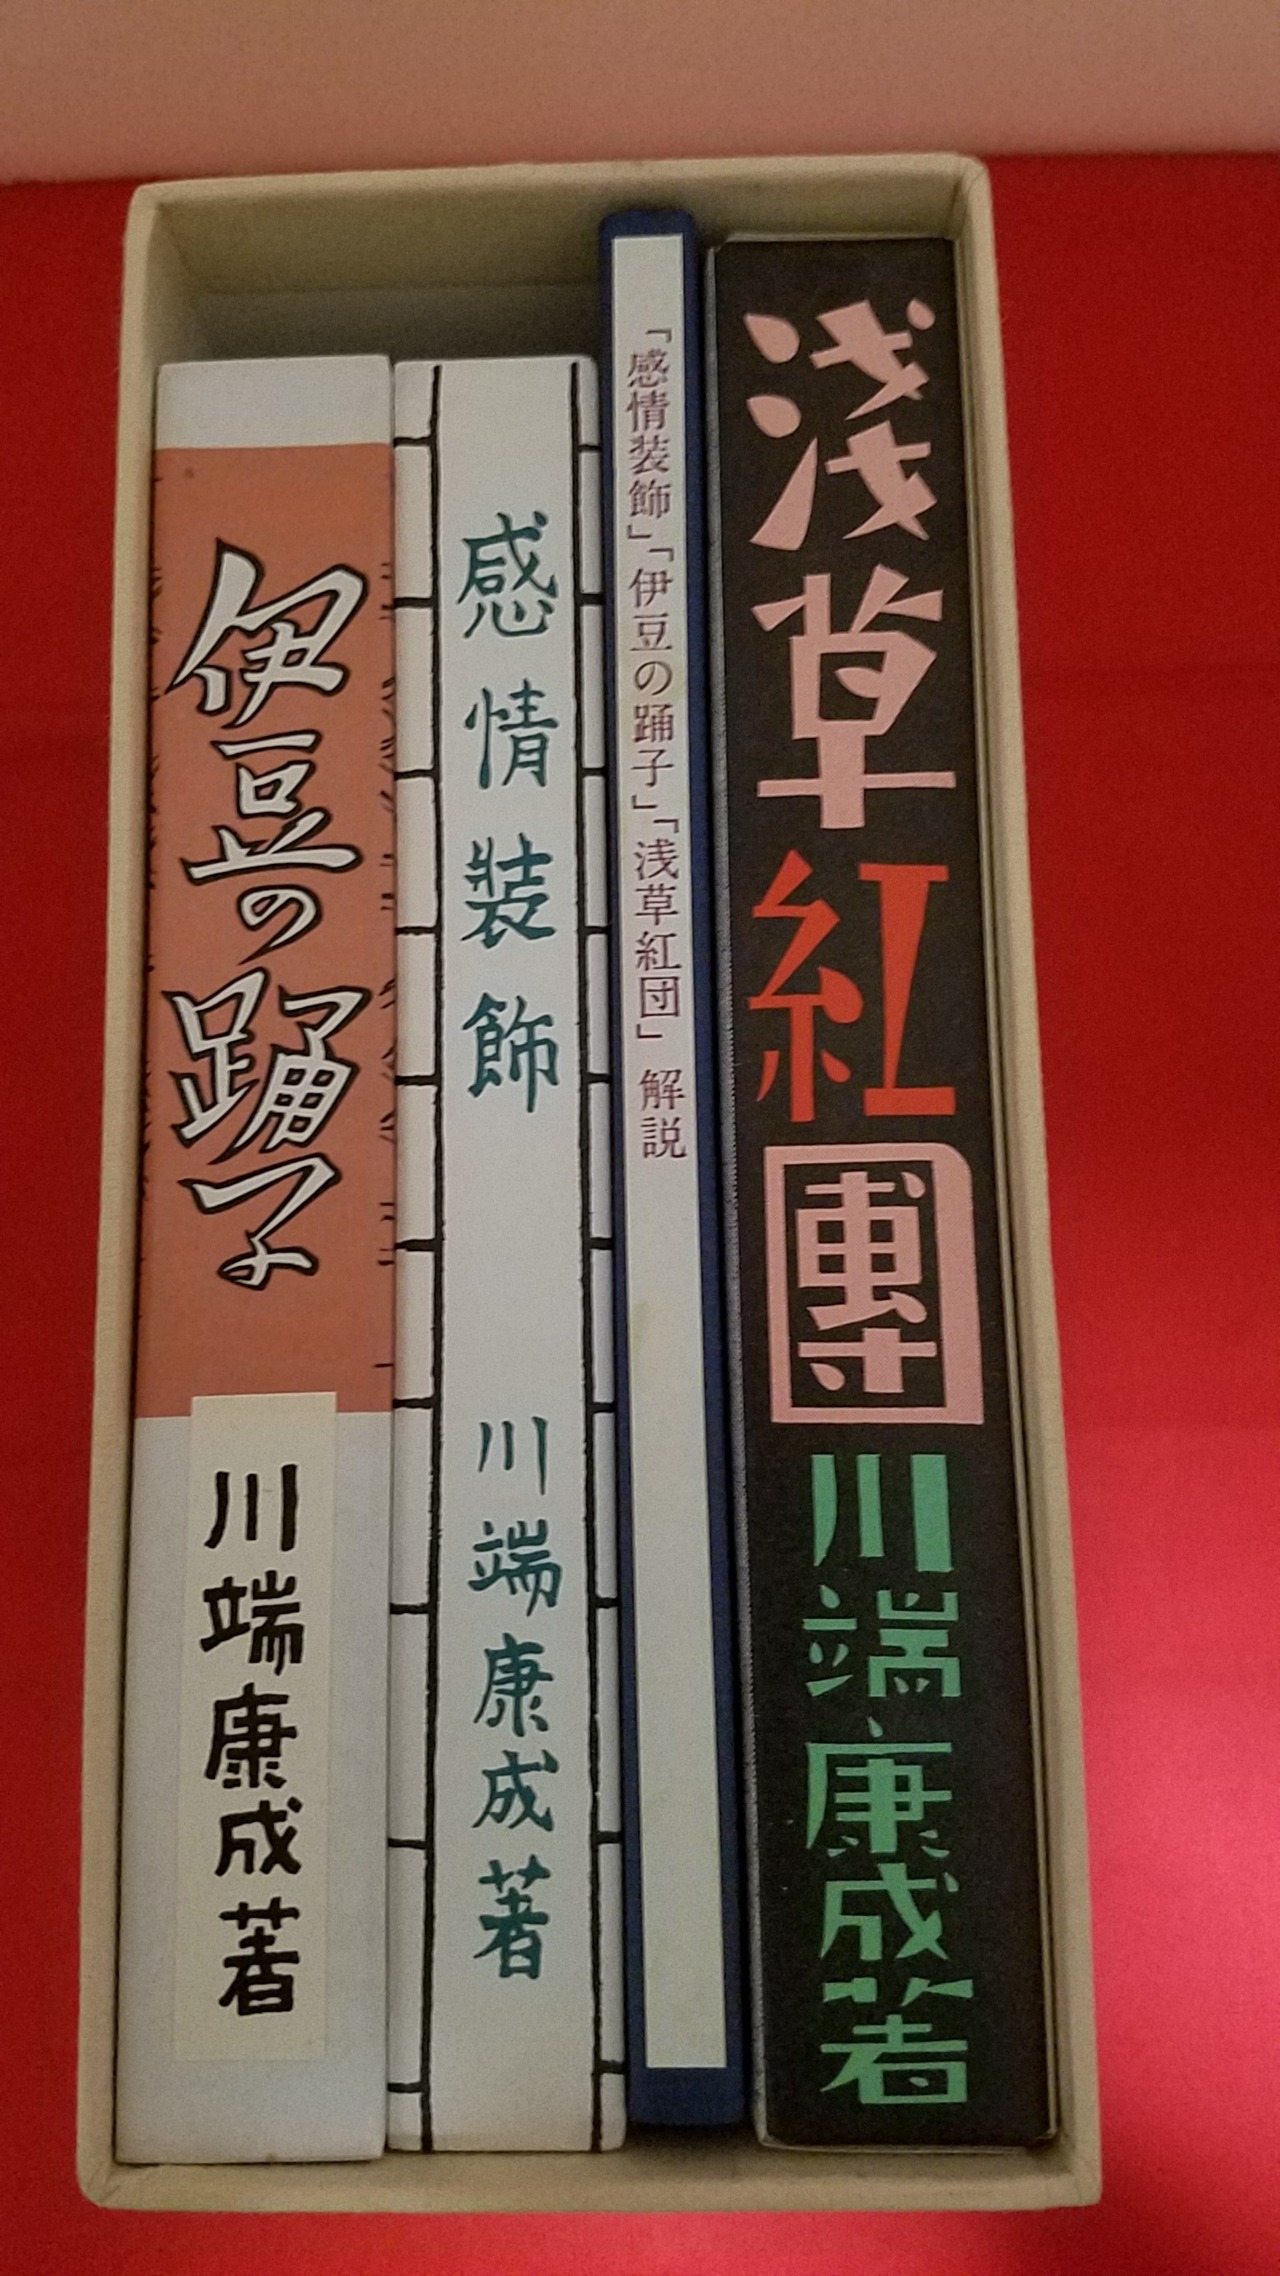 伊豆の踊子
川端康成著
感情装飾
川端康成著
「感情装飾」「伊豆の踊子」「浅草紅団」 解説
浅草紅團
川端康成著